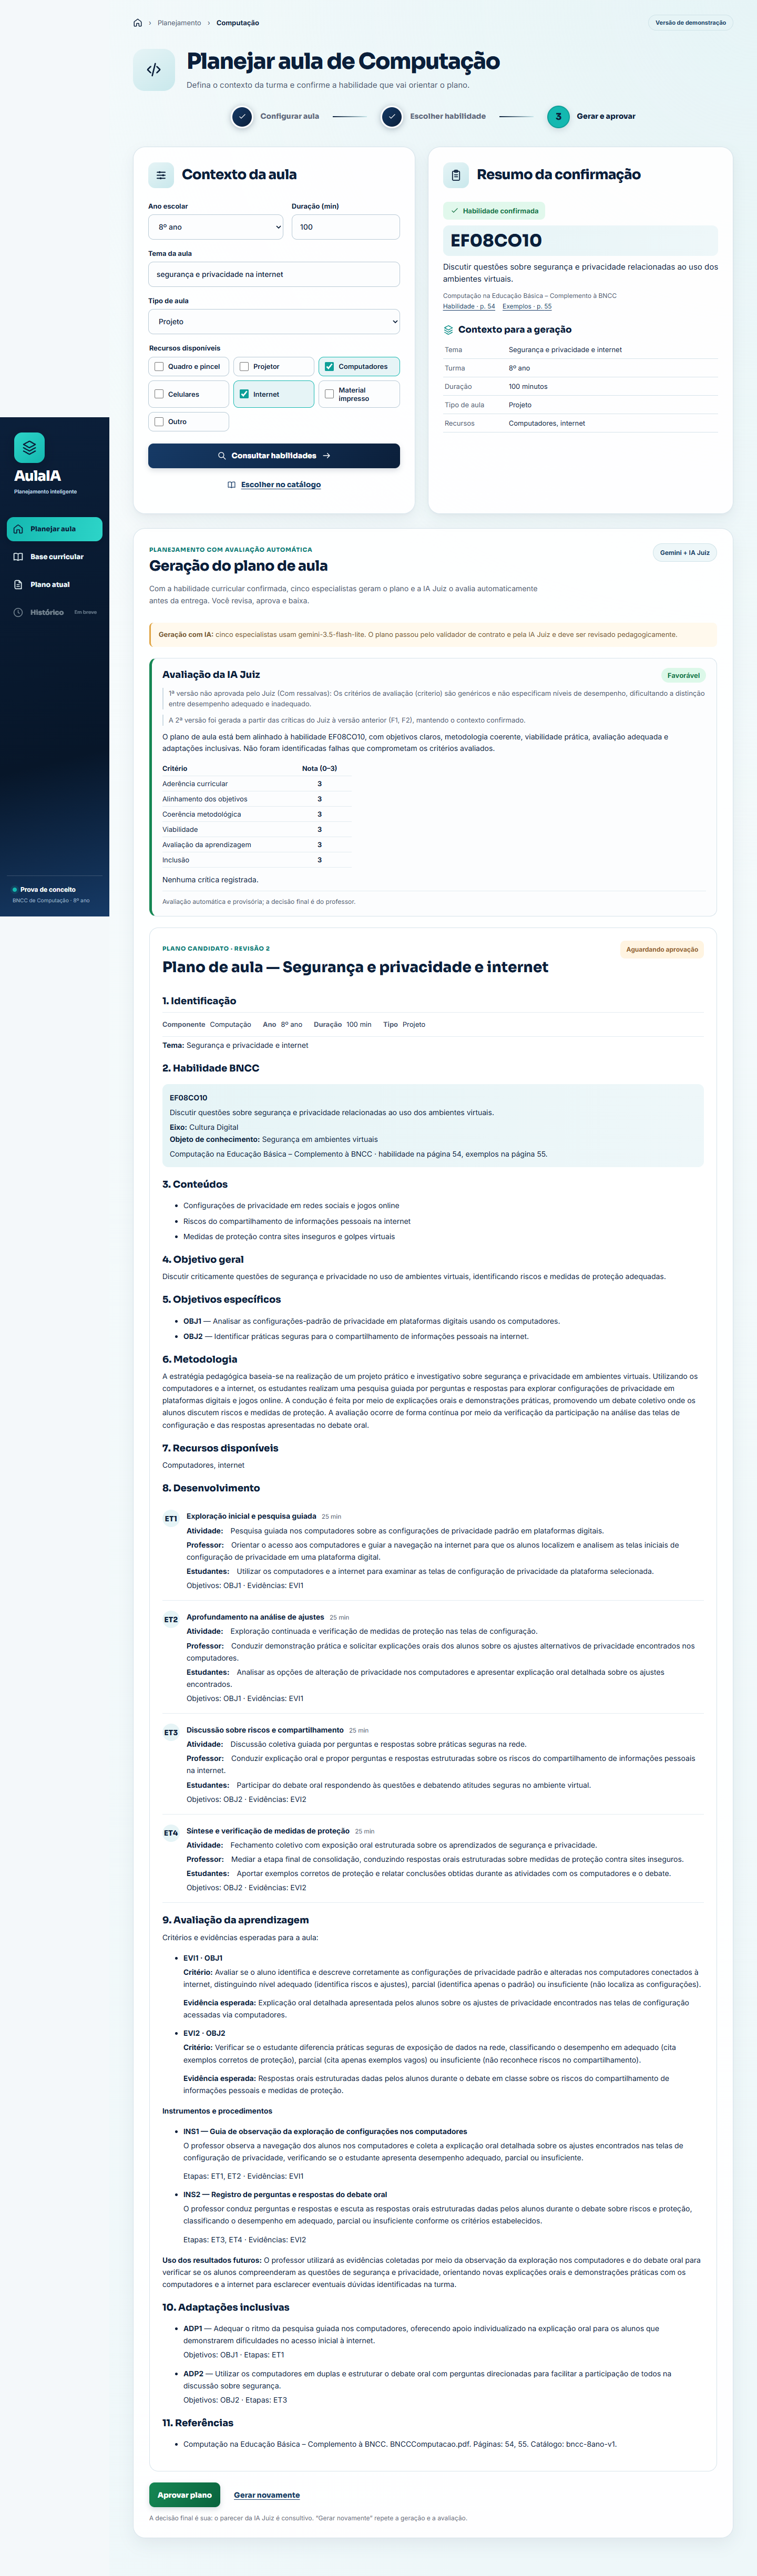 Planejamento
Computação
Versão de demonstração
Planejar aula de Computação
Defina o contexto da turma e confirme a habilidade que vai orientar o plano.
Configurar aula
Escolher habilidade
3 Gerar e aprovar
Contexto da aula
Ano escolar
Duração (min)
8º ano
100
Tema da aula
segurança e privacidade na internet
Tipo de aula
Projeto
Recursos disponíveis
Quadro e pincel
Projetor
Computadores
Celulares
Internet
Material
impresso
Outro
Consultar habilidades
Escolher no catálogo
Resumo da confirmação
Habilidade confirmada
EF08CO10
Discutir questões sobre segurança e privacidade relacionadas ao uso dos
ambientes virtuais.
Computação na Educação Básica – Complemento à BNCC
Habilidade · p. 54 Exemplos · p. 55
Contexto para a geração
Tema Segurança e privacidade e internet
Turma 8º ano
Duração 100 minutos
Tipo de aula Projeto
Recursos Computadores, internet
AulaIA
Planejamento inteligente
Planejar aula
Base curricular
Plano atual
Histórico Em breve
Prova de conceito
BNCC de Computação · 8º ano
PLANEJAMENTO COM AVALIAÇÃO AUTOMÁTICA
Gemini + IA Juiz
Geração do plano de aula
Com a habilidade curricular confirmada, cinco especialistas geram o plano e a IA Juiz o avalia automaticamente
antes da entrega. Você revisa, aprova e baixa.
Geração com IA: cinco especialistas usam gemini-3.5-flash-lite. O plano passou pelo validador de contrato e pela IA Juiz e deve ser revisado pedagogicamente.
Avaliação da IA Juiz
Favorável
1ª versão não aprovada pelo Juiz (Com ressalvas): Os critérios de avaliação (criterio) são genéricos e não especificam níveis de desempenho, dificultando a distinção
entre desempenho adequado e inadequado.
A 2ª versão foi gerada a partir das críticas do Juiz à versão anterior (F1, F2), mantendo o contexto confirmado.
O plano de aula está bem alinhado à habilidade EF08CO10, com objetivos claros, metodologia coerente, viabilidade prática, avaliação adequada e
adaptações inclusivas. Não foram identificadas falhas que comprometam os critérios avaliados.
Critério Nota (0–3)
Aderência curricular 3
Alinhamento dos objetivos 3
Coerência metodológica 3
Viabilidade 3
Avaliação da aprendizagem 3
Inclusão 3
Nenhuma crítica registrada.
Avaliação automática e provisória; a decisão final é do professor.
PLANO CANDIDATO · REVISÃO 2
Aguardando aprovação
Plano de aula — Segurança e privacidade e internet
1. Identificação
Componente Computação Ano 8º ano Duração 100 min Tipo Projeto
Tema: Segurança e privacidade e internet
2. Habilidade BNCC
EF08CO10
Discutir questões sobre segurança e privacidade relacionadas ao uso dos ambientes virtuais.
Eixo: Cultura Digital
Objeto de conhecimento: Segurança em ambientes virtuais
Computação na Educação Básica – Complemento à BNCC · habilidade na página 54, exemplos na página 55.
3. Conteúdos
• Configurações de privacidade em redes sociais e jogos online
• Riscos do compartilhamento de informações pessoais na internet
• Medidas de proteção contra sites inseguros e golpes virtuais
4. Objetivo geral
Discutir criticamente questões de segurança e privacidade no uso de ambientes virtuais, identificando riscos e medidas de proteção adequadas.
5. Objetivos específicos
• OBJ1 — Analisar as configurações-padrão de privacidade em plataformas digitais usando os computadores.
• OBJ2 — Identificar práticas seguras para o compartilhamento de informações pessoais na internet.
6. Metodologia
A estratégia pedagógica baseia-se na realização de um projeto prático e investigativo sobre segurança e privacidade em ambientes virtuais. Utilizando os
computadores e a internet, os estudantes realizam uma pesquisa guiada por perguntas e respostas para explorar configurações de privacidade em
plataformas digitais e jogos online. A condução é feita por meio de explicações orais e demonstrações práticas, promovendo um debate coletivo onde os
alunos discutem riscos e medidas de proteção. A avaliação ocorre de forma contínua por meio da verificação da participação na análise das telas de
configuração e das respostas apresentadas no debate oral.
7. Recursos disponíveis
Computadores, internet
8. Desenvolvimento
ET1 Exploração inicial e pesquisa guiada 25 min
Atividade: Pesquisa guiada nos computadores sobre as configurações de privacidade padrão em plataformas digitais.
Professor: Orientar o acesso aos computadores e guiar a navegação na internet para que os alunos localizem e analisem as telas iniciais de
configuração de privacidade em uma plataforma digital.
Estudantes: Utilizar os computadores e a internet para examinar as telas de configuração de privacidade da plataforma selecionada.
Objetivos: OBJ1 · Evidências: EVI1
ET2 Aprofundamento na análise de ajustes 25 min
Atividade: Exploração continuada e verificação de medidas de proteção nas telas de configuração.
Professor: Conduzir demonstração prática e solicitar explicações orais dos alunos sobre os ajustes alternativos de privacidade encontrados nos
computadores.
Estudantes: Analisar as opções de alteração de privacidade nos computadores e apresentar explicação oral detalhada sobre os ajustes
encontrados.
Objetivos: OBJ1 · Evidências: EVI1
ET3 Discussão sobre riscos e compartilhamento 25 min
Atividade: Discussão coletiva guiada por perguntas e respostas sobre práticas seguras na rede.
Professor: Conduzir explicação oral e propor perguntas e respostas estruturadas sobre os riscos do compartilhamento de informações pessoais
na internet.
Estudantes: Participar do debate oral respondendo às questões e debatendo atitudes seguras no ambiente virtual.
Objetivos: OBJ2 · Evidências: EVI2
ET4 Síntese e verificação de medidas de proteção 25 min
Atividade: Fechamento coletivo com exposição oral estruturada sobre os aprendizados de segurança e privacidade.
Professor: Mediar a etapa final de consolidação, conduzindo respostas orais estruturadas sobre medidas de proteção contra sites inseguros.
Estudantes: Aportar exemplos corretos de proteção e relatar conclusões obtidas durante as atividades com os computadores e o debate.
Objetivos: OBJ2 · Evidências: EVI2
9. Avaliação da aprendizagem
Critérios e evidências esperadas para a aula:
• EVI1 · OBJ1
Critério: Avaliar se o aluno identifica e descreve corretamente as configurações de privacidade padrão e alteradas nos computadores conectados à
internet, distinguindo nível adequado (identifica riscos e ajustes), parcial (identifica apenas o padrão) ou insuficiente (não localiza as configurações).
Evidência esperada: Explicação oral detalhada apresentada pelos alunos sobre os ajustes de privacidade encontrados nas telas de configuração
acessadas via computadores.
• EVI2 · OBJ2
Critério: Verificar se o estudante diferencia práticas seguras de exposição de dados na rede, classificando o desempenho em adequado (cita
exemplos corretos de proteção), parcial (cita apenas exemplos vagos) ou insuficiente (não reconhece riscos no compartilhamento).
Evidência esperada: Respostas orais estruturadas dadas pelos alunos durante o debate em classe sobre os riscos do compartilhamento de
informações pessoais e medidas de proteção.
Instrumentos e procedimentos
• INS1 — Guia de observação da exploração de configurações nos computadores
O professor observa a navegação dos alunos nos computadores e coleta a explicação oral detalhada sobre os ajustes encontrados nas telas de
configuração de privacidade, verificando se o estudante apresenta desempenho adequado, parcial ou insuficiente.
Etapas: ET1, ET2 · Evidências: EVI1
• INS2 — Registro de perguntas e respostas do debate oral
O professor conduz perguntas e respostas e escuta as respostas orais estruturadas dadas pelos alunos durante o debate sobre riscos e proteção,
classificando o desempenho em adequado, parcial ou insuficiente conforme os critérios estabelecidos.
Etapas: ET3, ET4 · Evidências: EVI2
Uso dos resultados futuros: O professor utilizará as evidências coletadas por meio da observação da exploração nos computadores e do debate oral para
verificar se os alunos compreenderam as questões de segurança e privacidade, orientando novas explicações orais e demonstrações práticas com os
computadores e a internet para esclarecer eventuais dúvidas identificadas na turma.
10. Adaptações inclusivas
• ADP1 — Adequar o ritmo da pesquisa guiada nos computadores, oferecendo apoio individualizado na explicação oral para os alunos que
demonstrarem dificuldades no acesso inicial à internet.
Objetivos: OBJ1 · Etapas: ET1
• ADP2 — Utilizar os computadores em duplas e estruturar o debate oral com perguntas direcionadas para facilitar a participação de todos na
discussão sobre segurança.
Objetivos: OBJ2 · Etapas: ET3
11. Referências
• Computação na Educação Básica – Complemento à BNCC. BNCCComputacao.pdf. Páginas: 54, 55. Catálogo: bncc-8ano-v1.
Aprovar plano
Gerar novamente
A decisão final é sua: o parecer da IA Juiz é consultivo. "Gerar novamente" repete a geração e a avaliação.